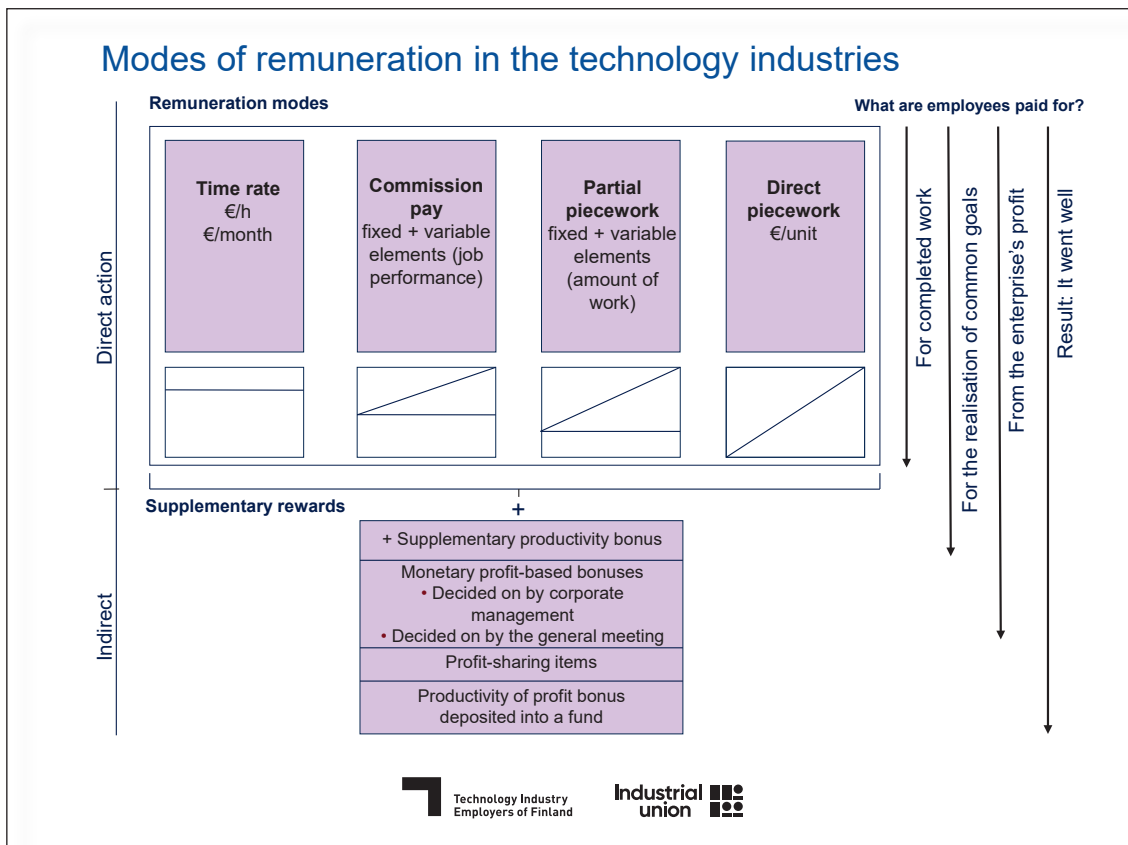 Modes of remuneration in the technology industries
Remuneration modes
What are employees paid for?
Direct action
Time rate
€/h
€/month
Commission
pay
fixed + variable
elements (job
performance)
Partial
piecework
fixed + variable
elements
(amount of
work)
Direct
piecework
€/unit
For completed work
For the realisation of common goals
From the enterprise's profit
Result: It went well
Indirect
Supplementary rewards
+
+ Supplementary productivity bonus
Monetary profit-based bonuses
• Decided on by corporate
management
• Decided on by the general meeting
Profit-sharing items
Productivity of profit bonus
deposited into a fund
Technology Industry
Employers of Finland
Industrial
union